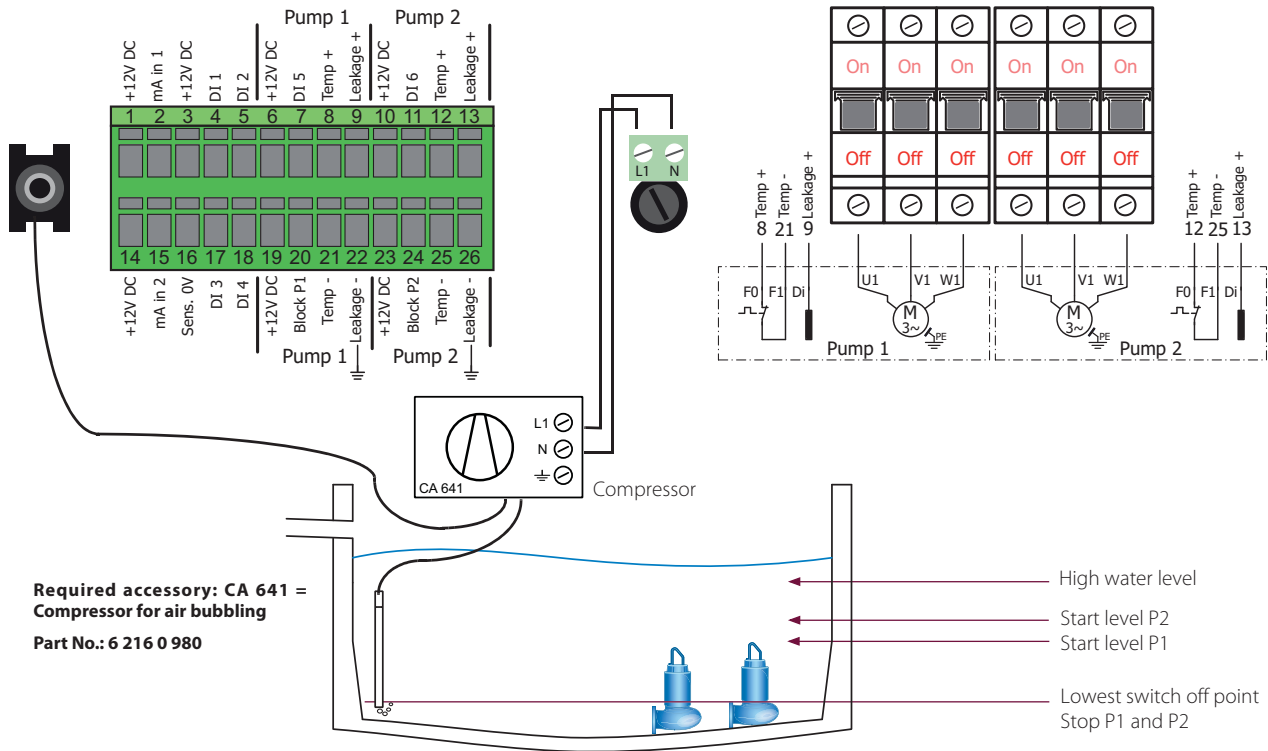 Pump 1
Pump 2
+12V DC
mA in 1
+12V DC
DI 1
DI 2
+12V DC
DI 5
Temp +
Leakage +
+12V DC
DI 6
Temp +
Leakage +
1 2 3 4 5 6 7 8 9 10 11 12 13
14 15 16 17 18 19 20 21 22 23 24 25 26
+12V DC
mA in 2
Sens. 0V
DI 3
DI 4
+12V DC
Block P1
Temp -
Leakage -
+12V DC
Block P2
Temp -
Leakage -
Pump 1
Pump 2
L1 N
On On On On On On
Off Off Off Off Off Off
8 Temp +
21 Temp -
9 Leakage +
12 Temp +
25 Temp -
13 Leakage +
F0 F1 Di
U1 V1 W1
M
3~
PE
Pump 1
U1 V1 W1
M
3~
PE
F0 F1 Di
Pump 2
L1
N
CA 641
Compressor
Required accessory: CA 641 =
Compressor for air bubbling
Part No.: 6 216 0 980
High water level
Start level P2
Start level P1
Lowest switch off point
Stop P1 and P2